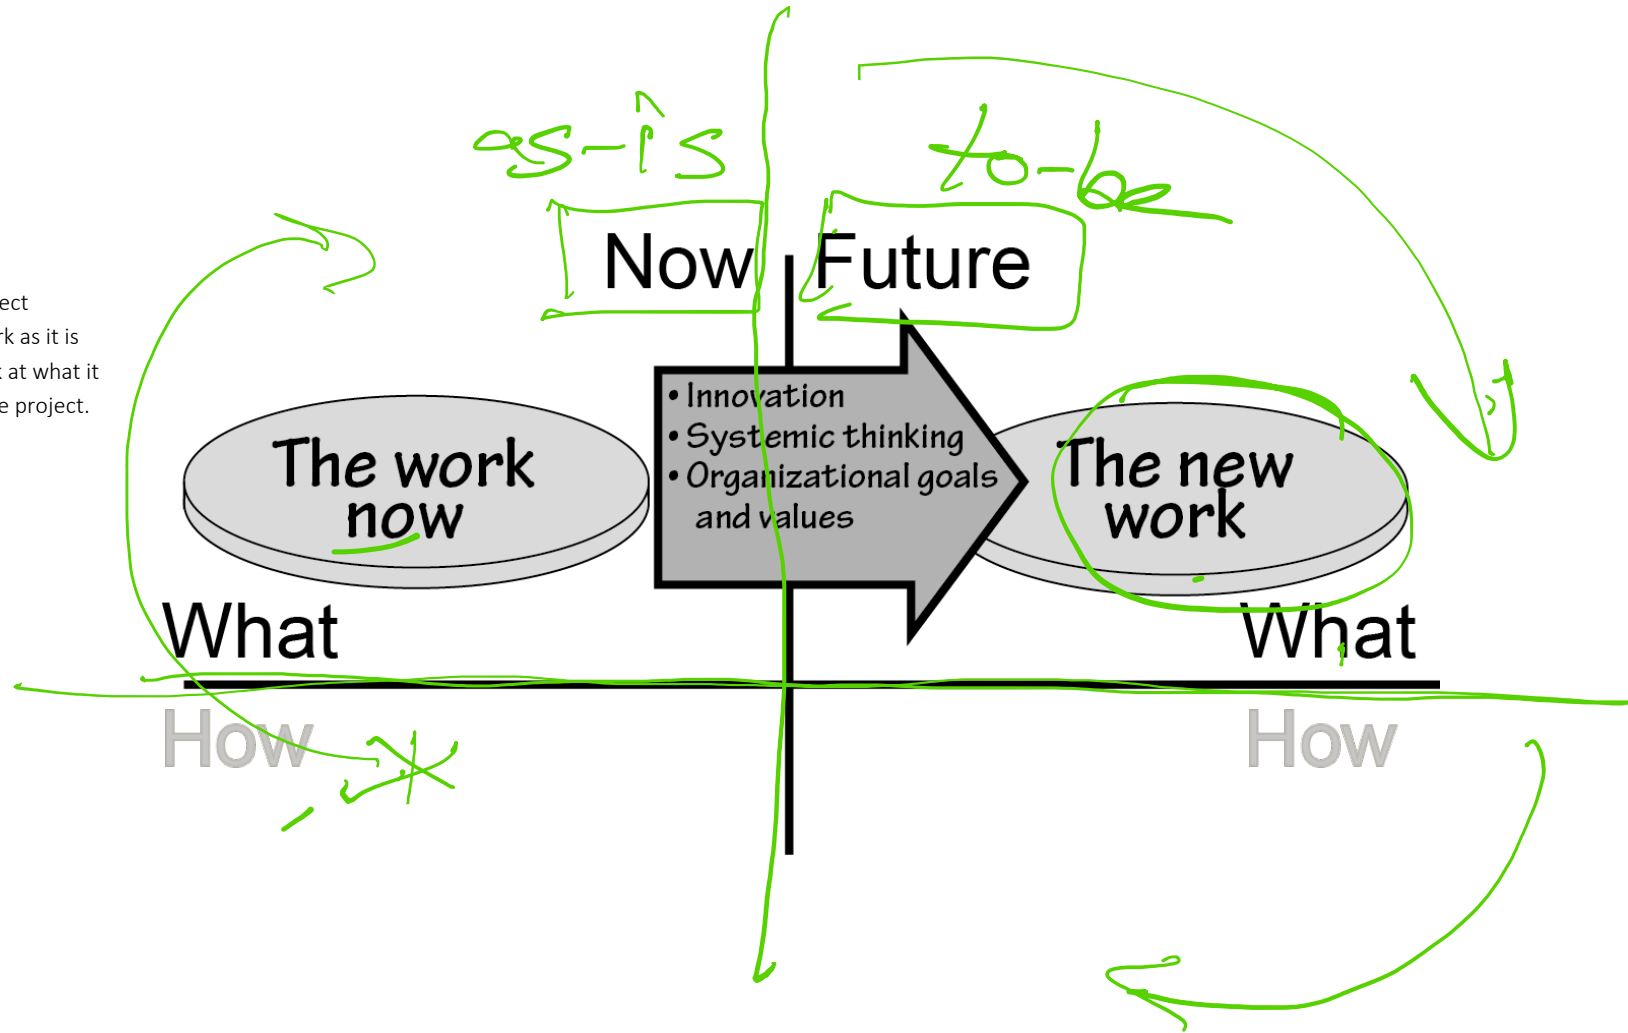 as-is
to-be
Now
Future
ect
rk as it is
k at what it
e project.
• Innovation
• Systemic thinking
• Organizational goals
and values
The work
now
The new
work
What
What
How
How